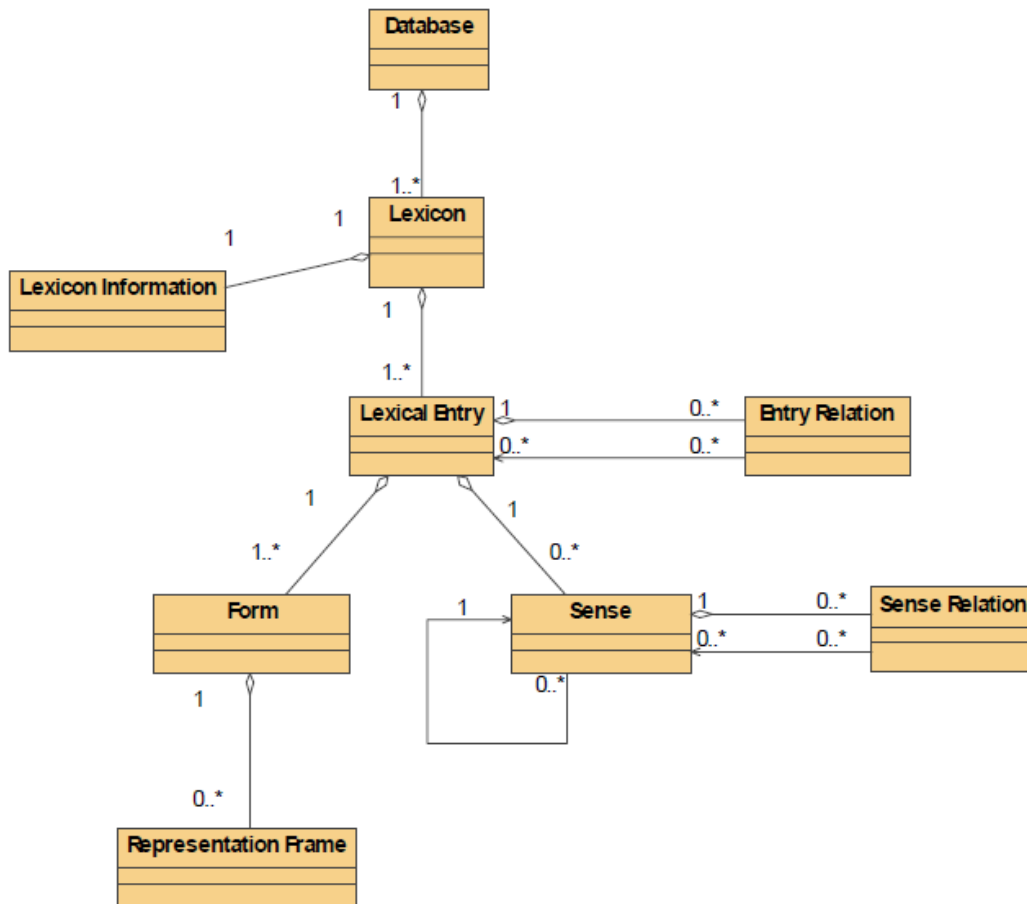 Database
1
1..*
Lexicon
1
1
Lexicon Information
1
1..*
Lexical Entry
1
0..*
Entry Relation
0..*
0..*
1
1
1..*
0..*
Form
1
Sense
1
0..*
Sense Relation
0..*
0..*
1
0..*
0..*
Representation Frame